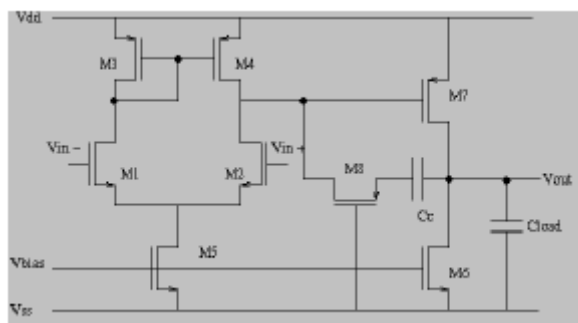 Vdd
M3
M4
M7
Vin -
Vin +
M8
M1
M2
Vout
Cc
Cload
M5
Vbias
M6
Vss